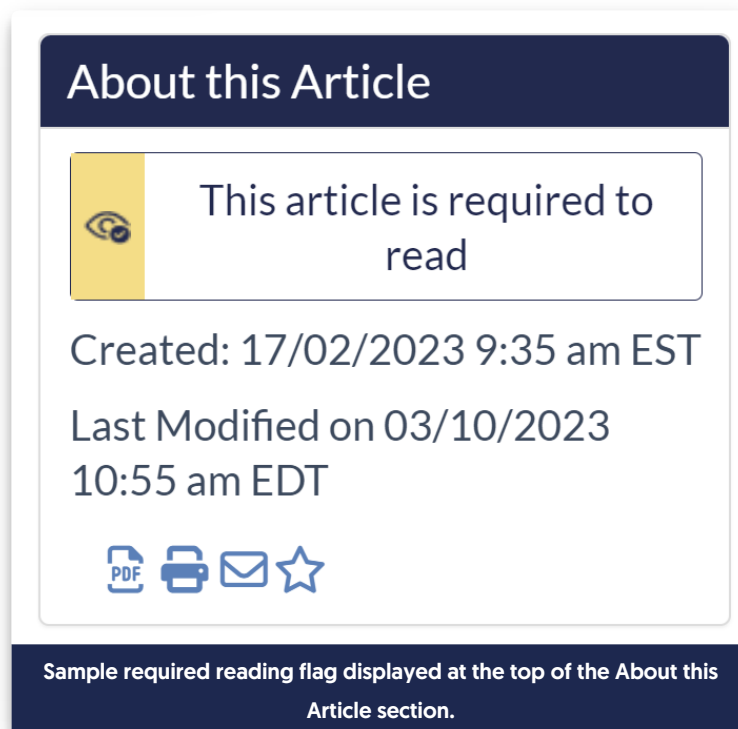 About this Article
This article is required to
read
Created: 17/02/2023 9:35 am EST
Last Modified on 03/10/2023
10:55 am EDT
PDF
Sample required reading flag displayed at the top of the About this
Article section.